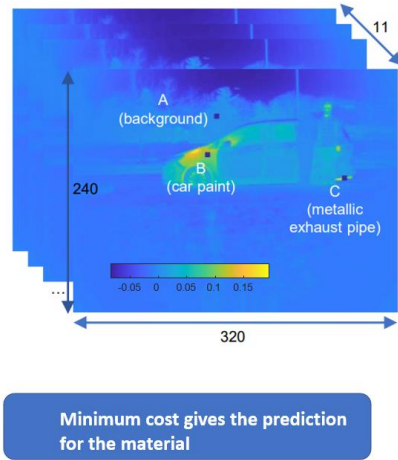 11
A
(background)
B
(car paint)
240
C
(metallic
exhaust pipe)
-0.05 0 0.05 0.1 0.15
...
320
Minimum cost gives the prediction
for the material